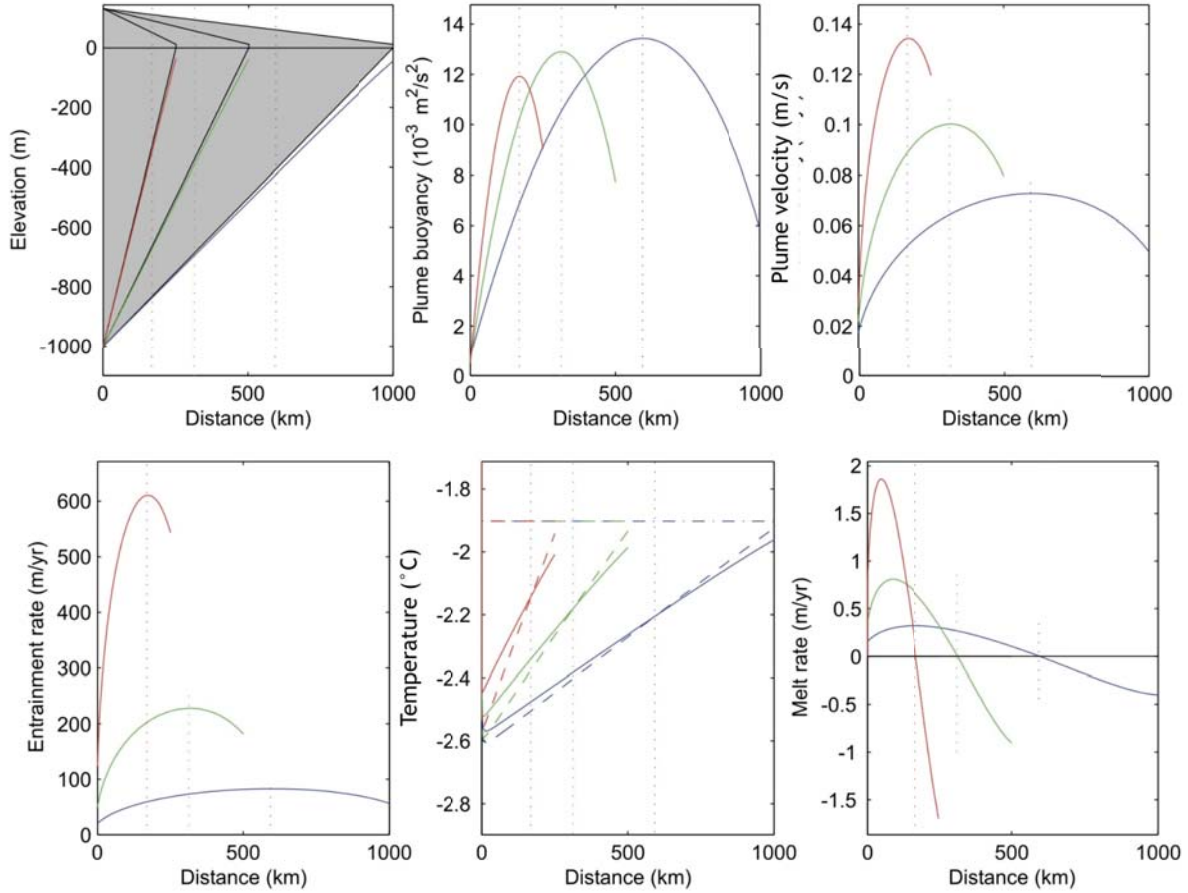 0
-200
-400
-600
-800
-1000
Elevation (m)
0 500 1000
Distance (km)
14
12
10
8
6
4
2
0
Plume buoyancy (10-3 m2/s2)
0 500 1000
Distance (km)
0.14
0.12
0.1
0.08
0.06
0.04
0.02
0
Plume velocity (m/s)
0 500 1000
Distance (km)
600
500
400
300
200
100
0
Entrainment rate (m/yr)
0 500 1000
Distance (km)
-1.8
-2
-2.2
-2.4
-2.6
-2.8
Temperature (°C)
0 500 1000
Distance (km)
2
1.5
1
0.5
0
-0.5
-1
-1.5
Melt rate (m/yr)
0 500 1000
Distance (km)